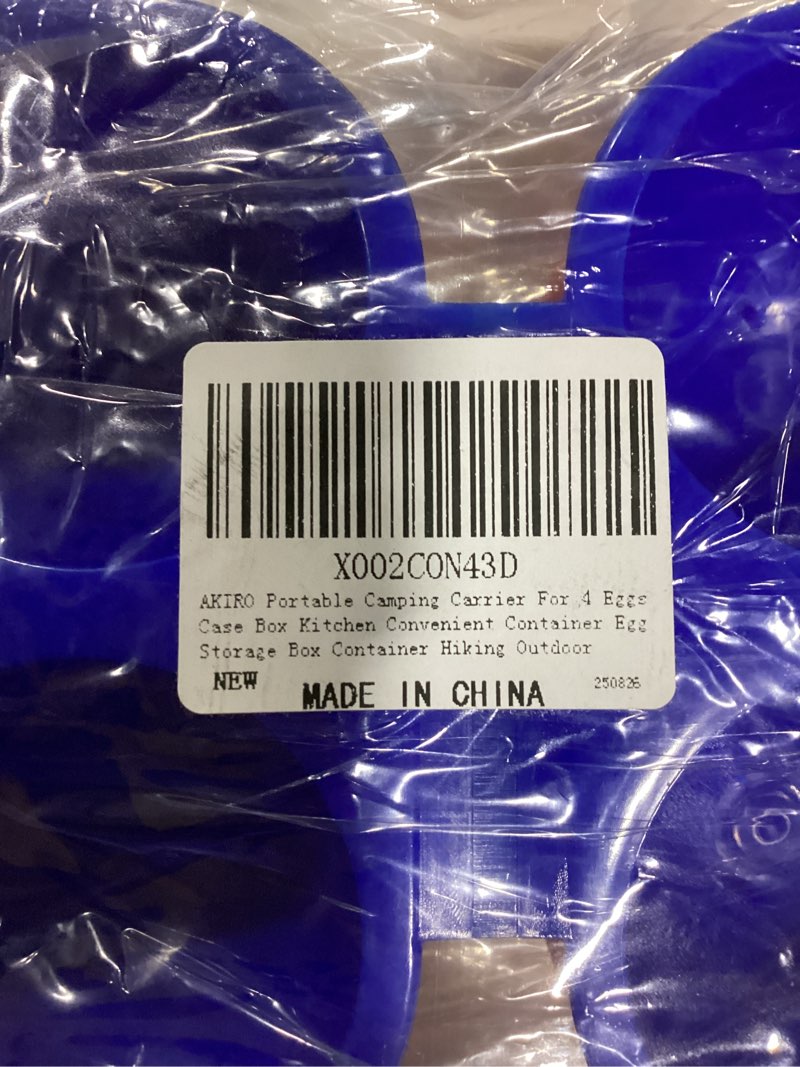 X002CON43D
AKIRO Portable Camping Carrier For 4 Eggs
Case Box Kitchen Convenient Container Egg
Storage Box Container Hiking Outdoor
NEW
MADE IN CHINA
250826